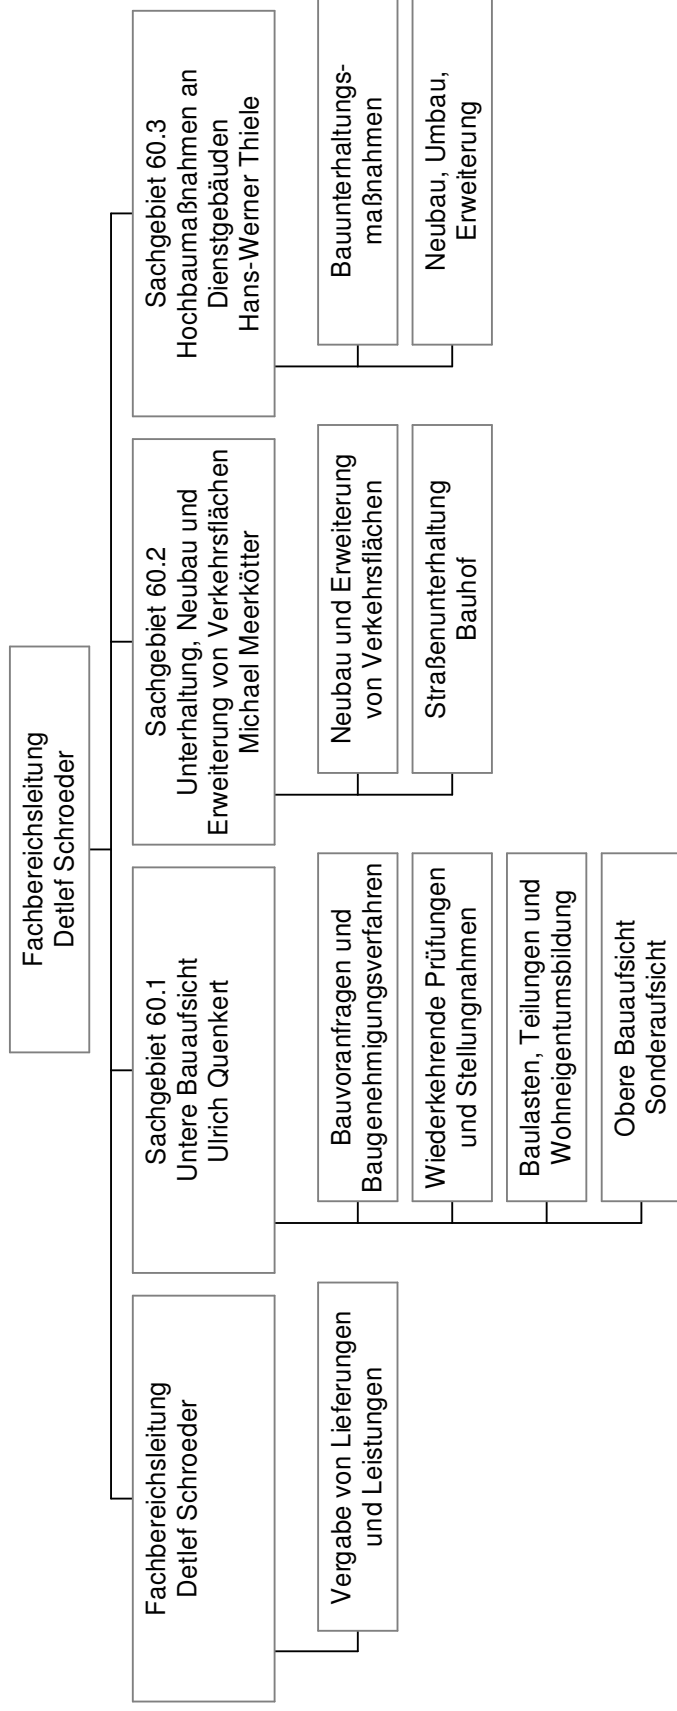 Fachbereichsleitung
Detlef Schroeder
Fachbereichsleitung
Detlef Schroeder
Vergabe von Lieferungen
und Leistungen
Sachgebiet 60.1
Untere Bauaufsicht
Ulrich Quenkert
Bauvoranfragen und
Baugenehmigungsverfahren
Wiederkehrende Prüfungen
und Stellungnahmen
Baulasten, Teilungen und
Wohneigentumsbildung
Obere Bauaufsicht
Sonderaufsicht
Sachgebiet 60.2
Unterhaltung, Neubau und
Erweiterung von Verkehrsflächen
Michael Meerkötter
Neubau und Erweiterung
von Verkehrsflächen
Straßenunterhaltung
Bauhof
Sachgebiet 60.3
Hochbaumaßnahmen an
Dienstgebäuden
Hans-Werner Thiele
Bauunterhaltungs-
maßnahmen
Neubau, Umbau,
Erweiterung